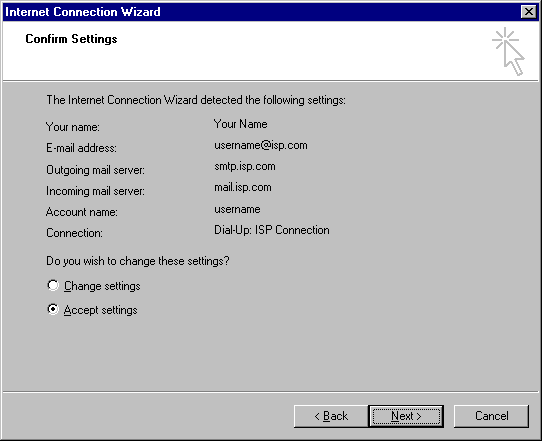 Internet Connection Wizard
Confirm Settings
The Internet Connection Wizard detected the following settings:
Your name: Your Name
E-mail address: username@isp.com
Outgoing mail server: smtp.isp.com
Incoming mail server: mail.isp.com
Account name: username
Connection: Dial-Up: ISP Connection
Do you wish to change these settings?
Change settings
Accept settings
< Back Next > Cancel